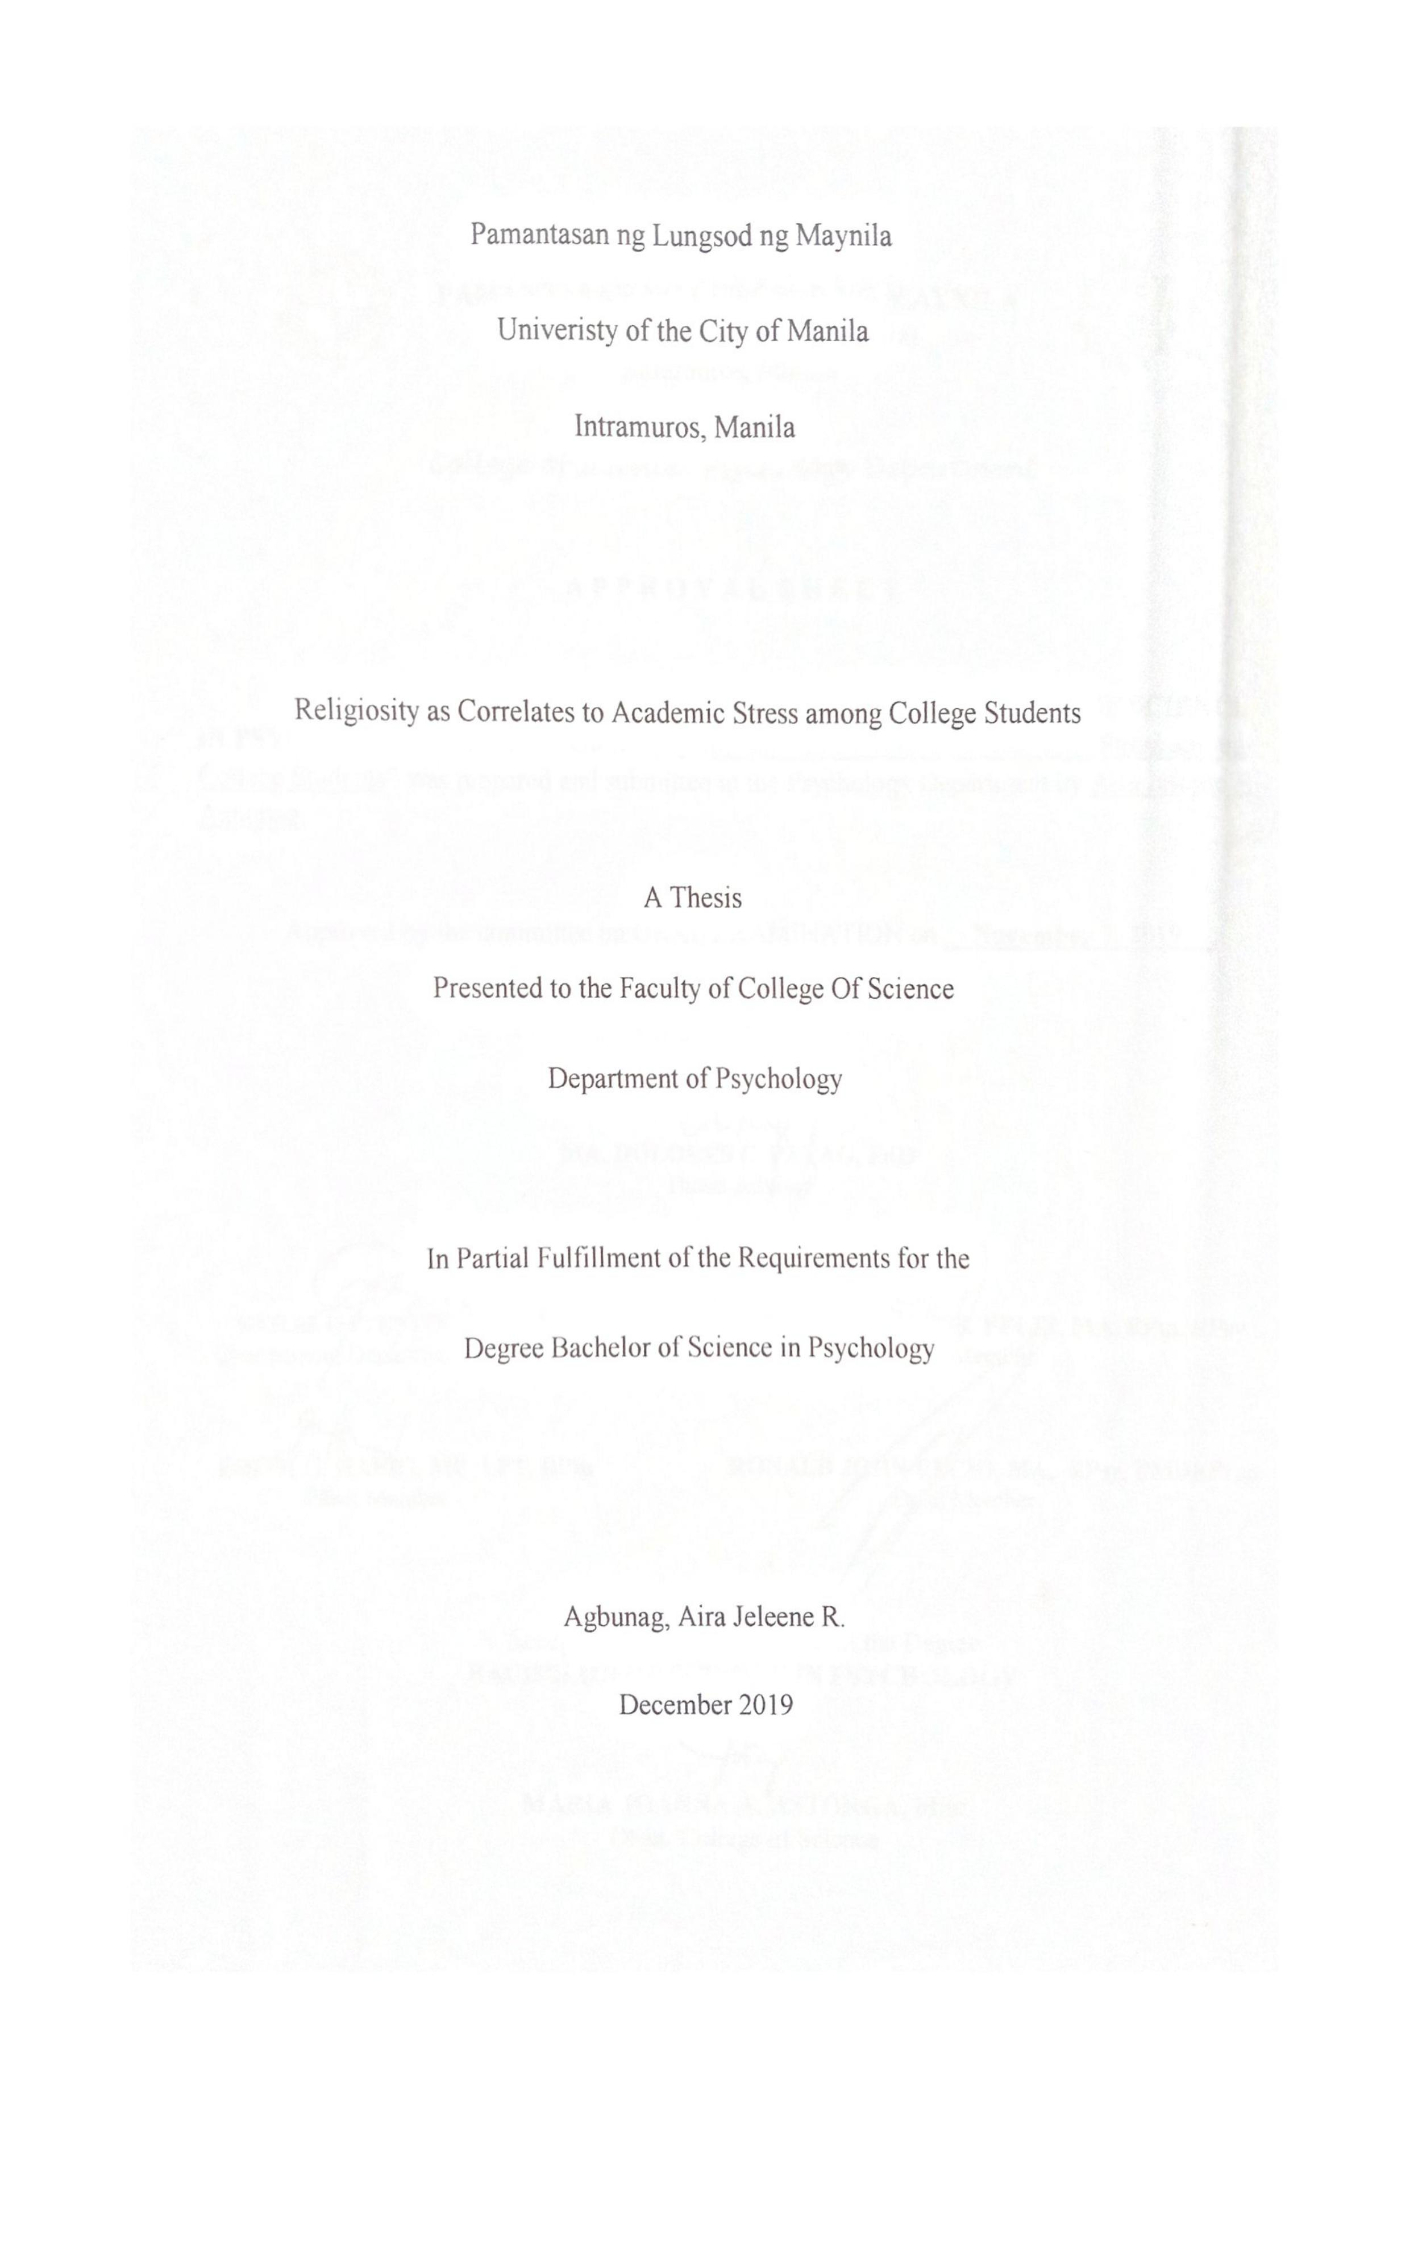 Pamantasan ng Lungsod ng Maynila
Univeristy of the City of Manila
Intramuros, Manila
Religiosity as Correlates to Academic Stress among College Students
A Thesis
Presented to the Faculty of College Of Science
Department of Psychology
In Partial Fulfillment of the Requirements for the
Degree Bachelor of Science in Psychology
Agbunag, Aira Jeleene R.
December 2019